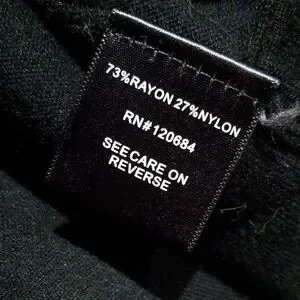 73%RAYON 27%NYLON
RN#120684
SEE CARE ON
REVERSE